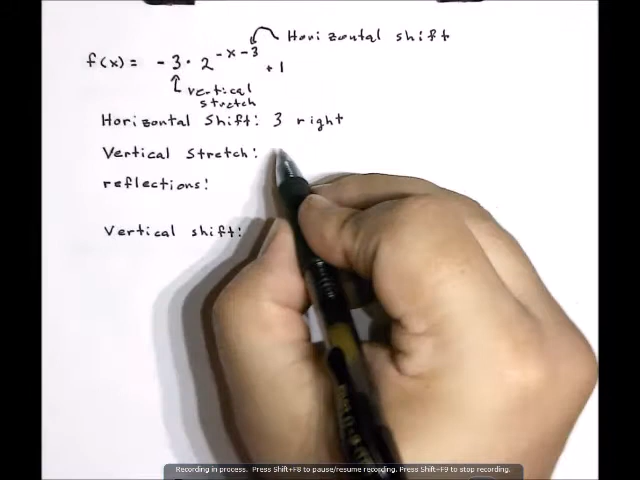 Horizontal shift
f(x) = -3 · 2^{-x-3} + 1
vertical
stretch
Horizontal Shift: 3 right
Vertical Stretch:
reflections:
Vertical shift:
Recording in process. Press Shift+F8 to pause/resume recording. Press Shift+F9 to stop recording.